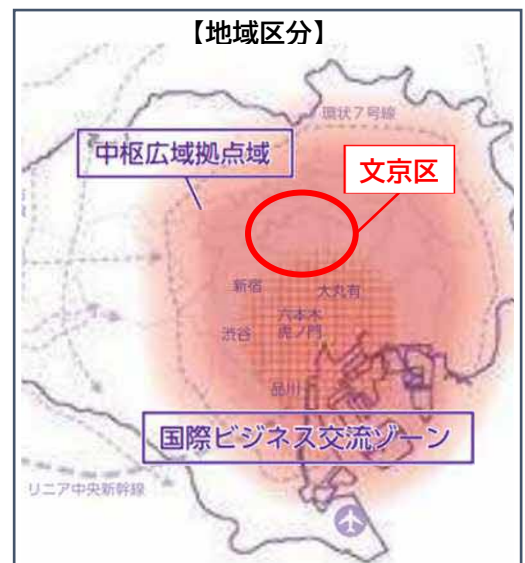 【地域区分】
環状7号線
中枢広域拠点域
文京区
新宿
大丸有
六本木
虎ノ門
渋谷
品川
国際ビジネス交流ゾーン
リニア中央新幹線